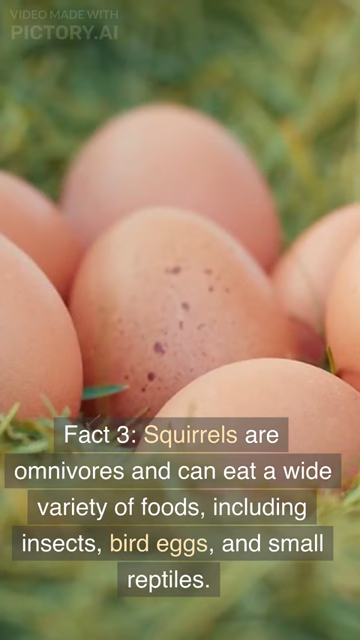 VIDEO MADE WITH
PICTORY.AI
Fact 3: Squirrels are
omnivores and can eat a wide
variety of foods, including
insects, bird eggs, and small
reptiles.